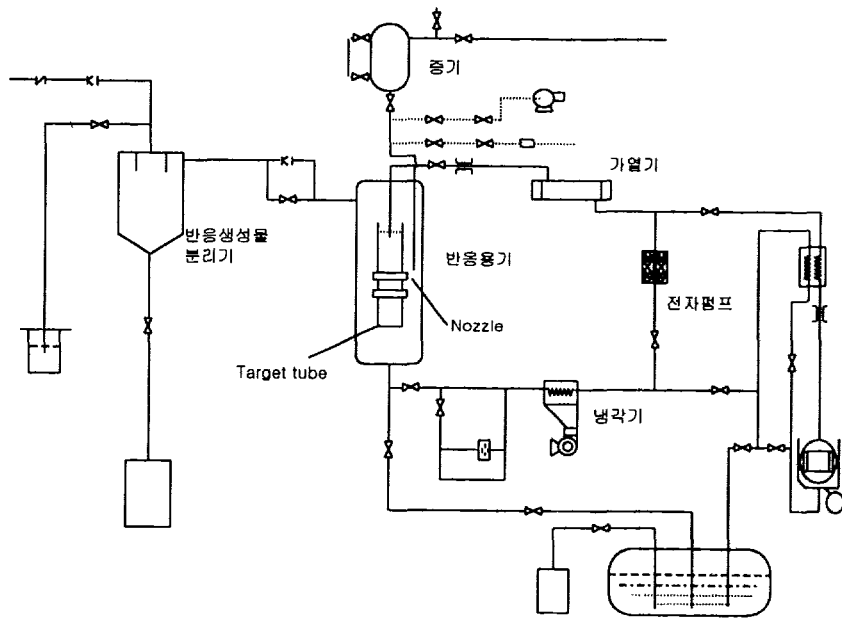 증기
가열기
반응생성물
분리기
반응용기
전자펌프
Nozzle
Target tube
냉각기